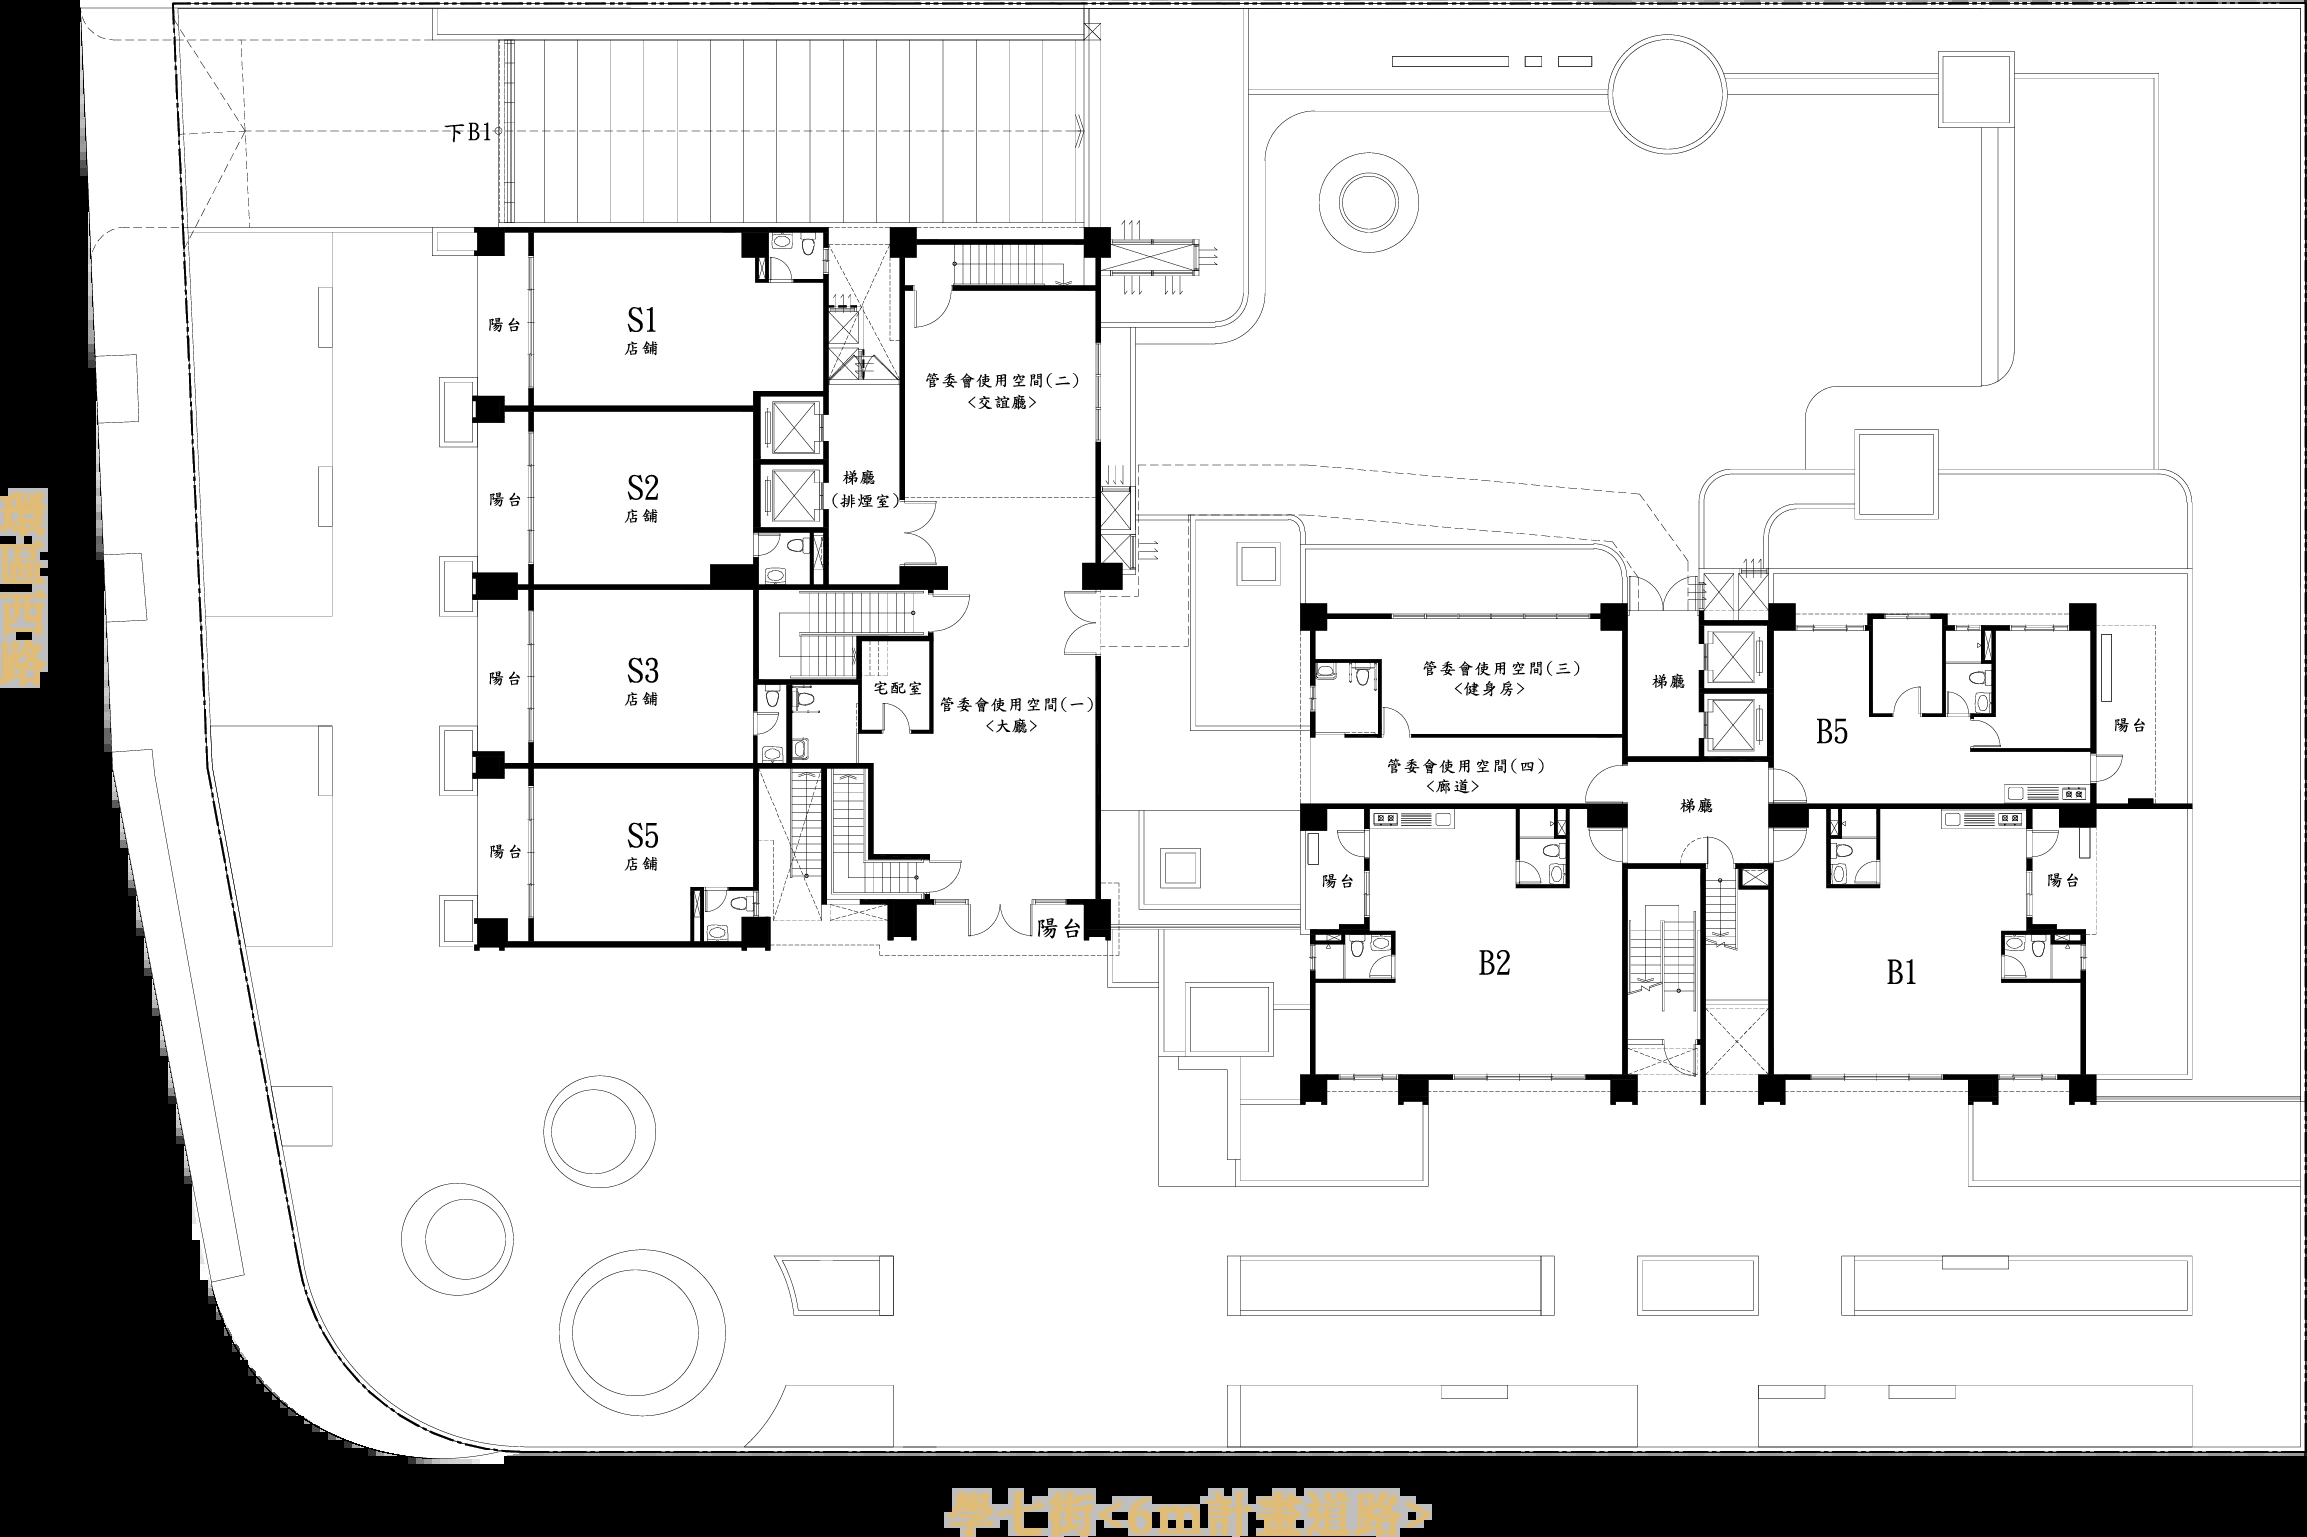 下B1
陽台
S1
店舖
管委會使用空間(二)
<交誼廳>
陽台
S2
店舖
梯廳
(排煙室)
陽台
S3
店舖
宅配室
管委會使用空間(一)
<大廳>
管委會使用空間(三)
<健身房>
梯廳
B5
陽台
管委會使用空間(四)
<廊道>
梯廳
陽台
S5
店舖
陽台
陽台
B2
陽台
B1
環區西路
學七街<6m計畫道路>